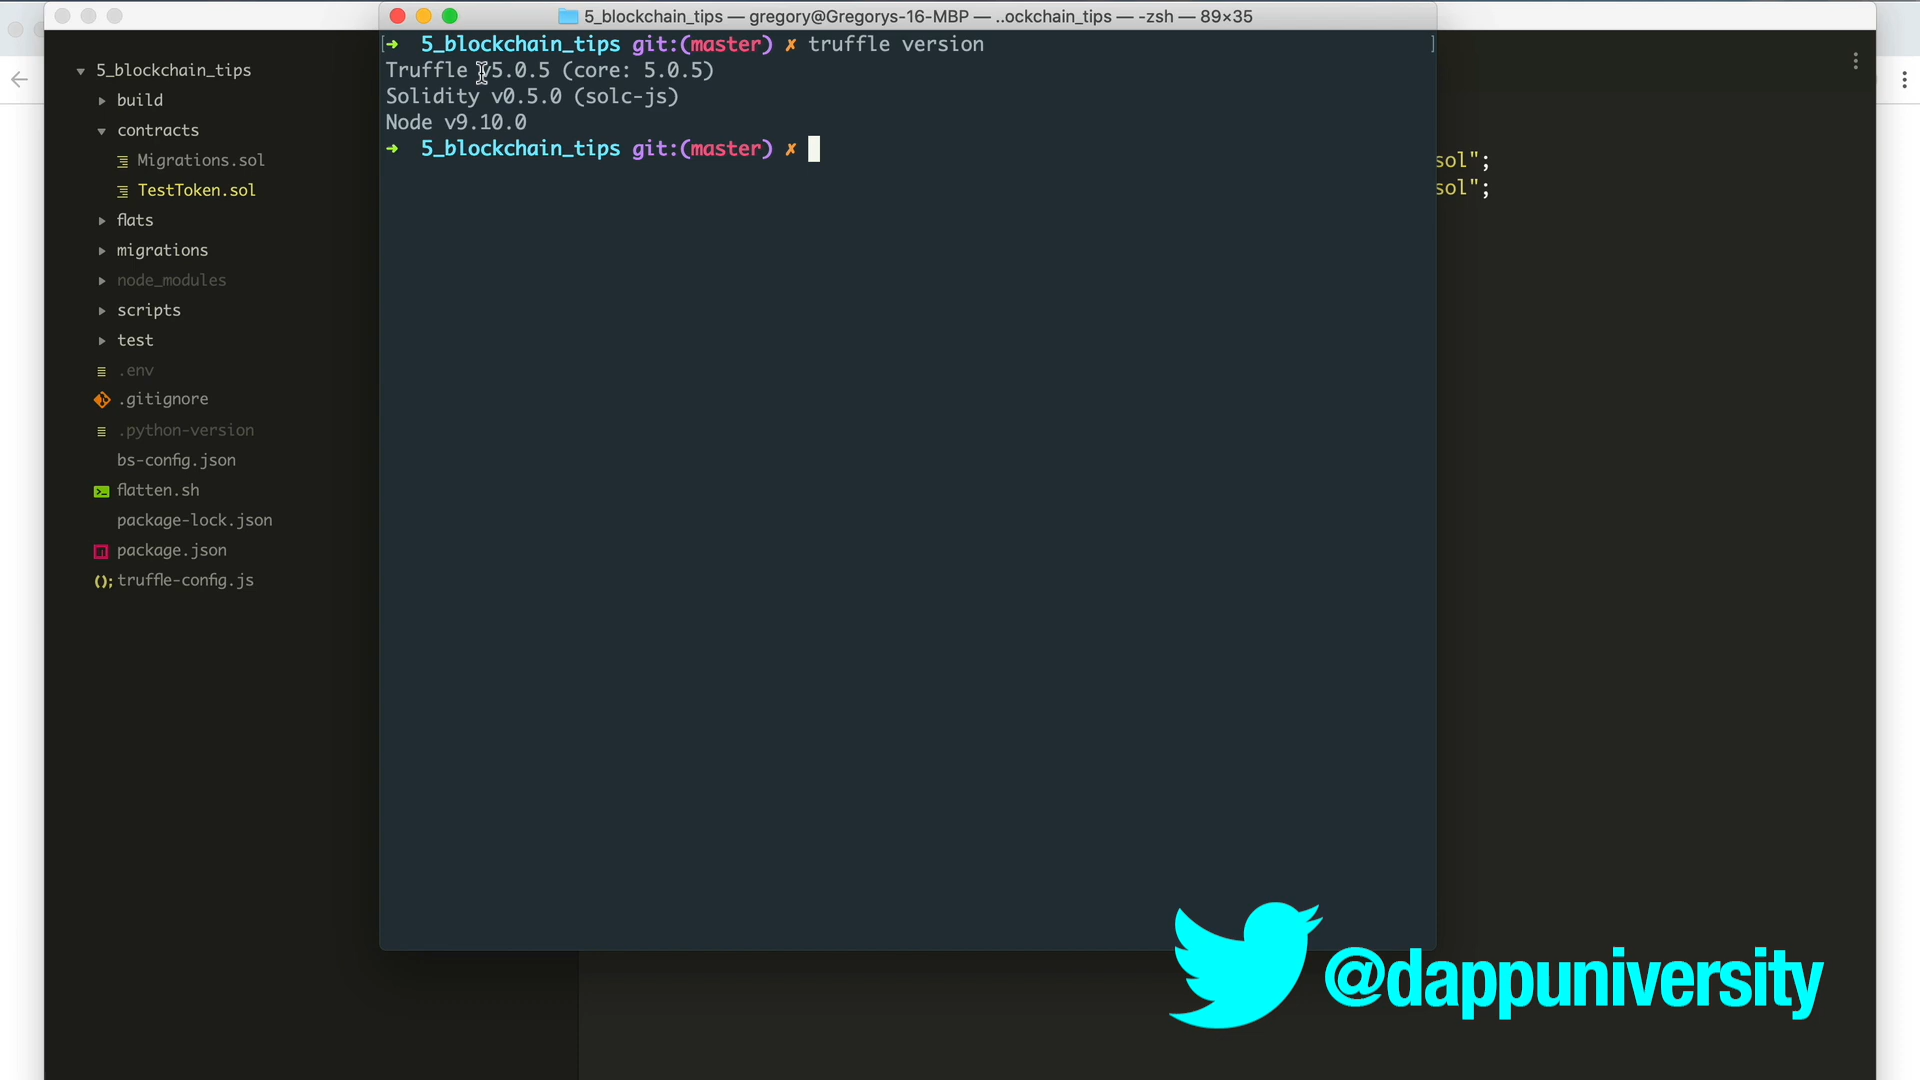 5_blockchain_tips — gregory@Gregorys-16-MBP — ..ockchain_tips — -zsh — 89×35
[➜ 5_blockchain_tips git:(master) ✗ truffle version ]
Truffle v5.0.5 (core: 5.0.5)
Solidity v0.5.0 (solc-js)
Node v9.10.0
➜ 5_blockchain_tips git:(master) ✗
5_blockchain_tips
build
contracts
Migrations.sol
TestToken.sol
flats
migrations
node_modules
scripts
test
.env
.gitignore
.python-version
bs-config.json
flatten.sh
package-lock.json
package.json
truffle-config.js
sol";
sol";
@dappuniversity